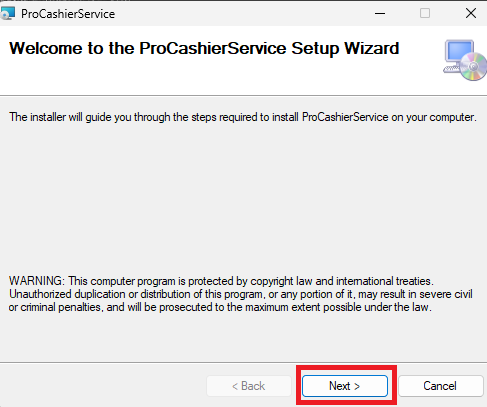 ProCashierService
Welcome to the ProCashierService Setup Wizard
The installer will guide you through the steps required to install ProCashierService on your computer.
WARNING: This computer program is protected by copyright law and international treaties.
Unauthorized duplication or distribution of this program, or any portion of it, may result in severe civil
or criminal penalties, and will be prosecuted to the maximum extent possible under the law.
< Back
Next >
Cancel